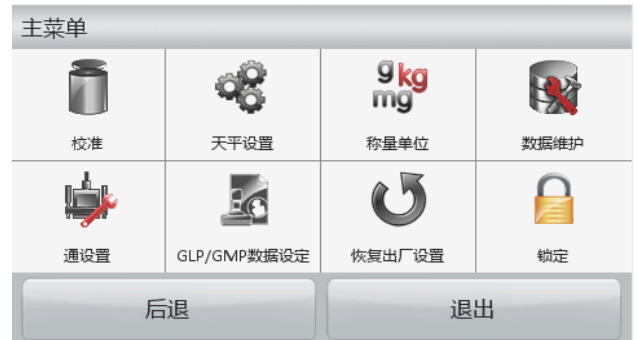 主菜单
g kg
mg
校准
天平设置
称量单位
数据维护
通设置
GLP/GMP数据设定
恢复出厂设置
锁定
后退
退出